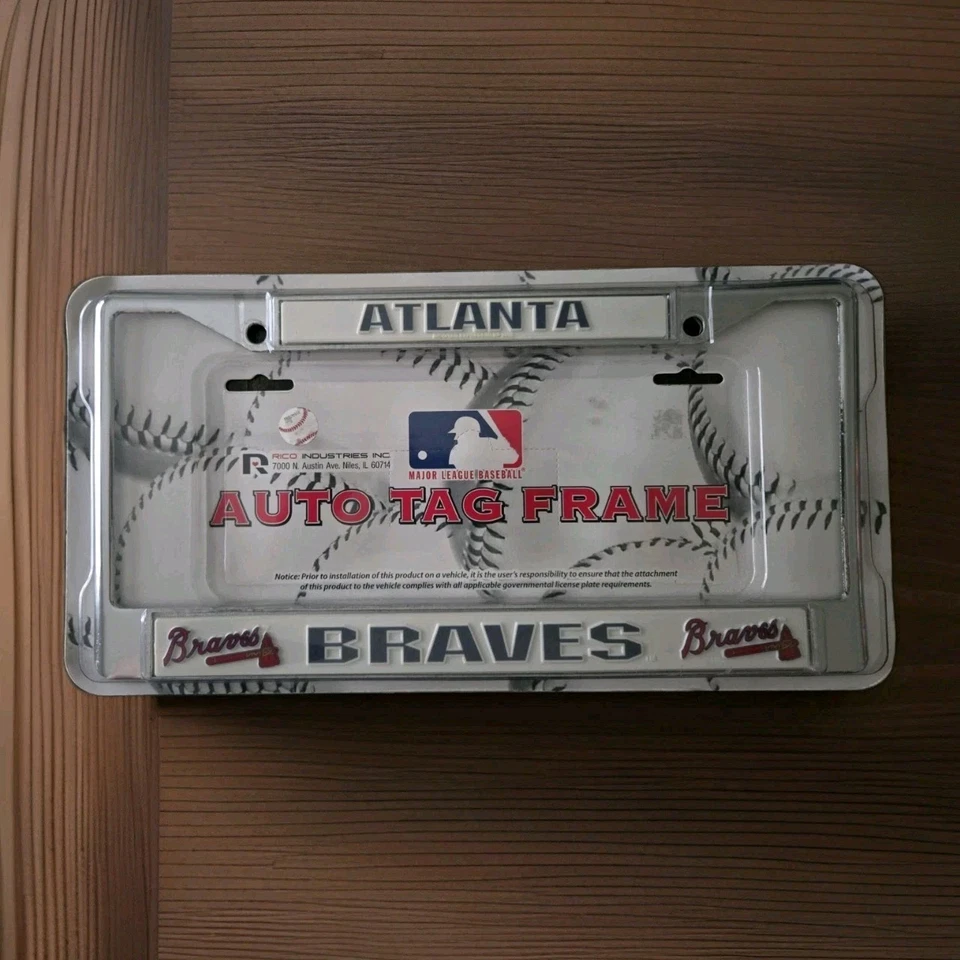 ATLANTA
RICO INDUSTRIES INC
7000 N. Austin Ave. Niles, IL 60714
MAJOR LEAGUE BASEBALL
AUTO TAG FRAME
Notice: Prior to installation of this product on a vehicle, it is the user's responsibility to ensure that the attachment
of this product to the vehicle complies with all applicable governmental license plate requirements.
Braves BRAVES Braves